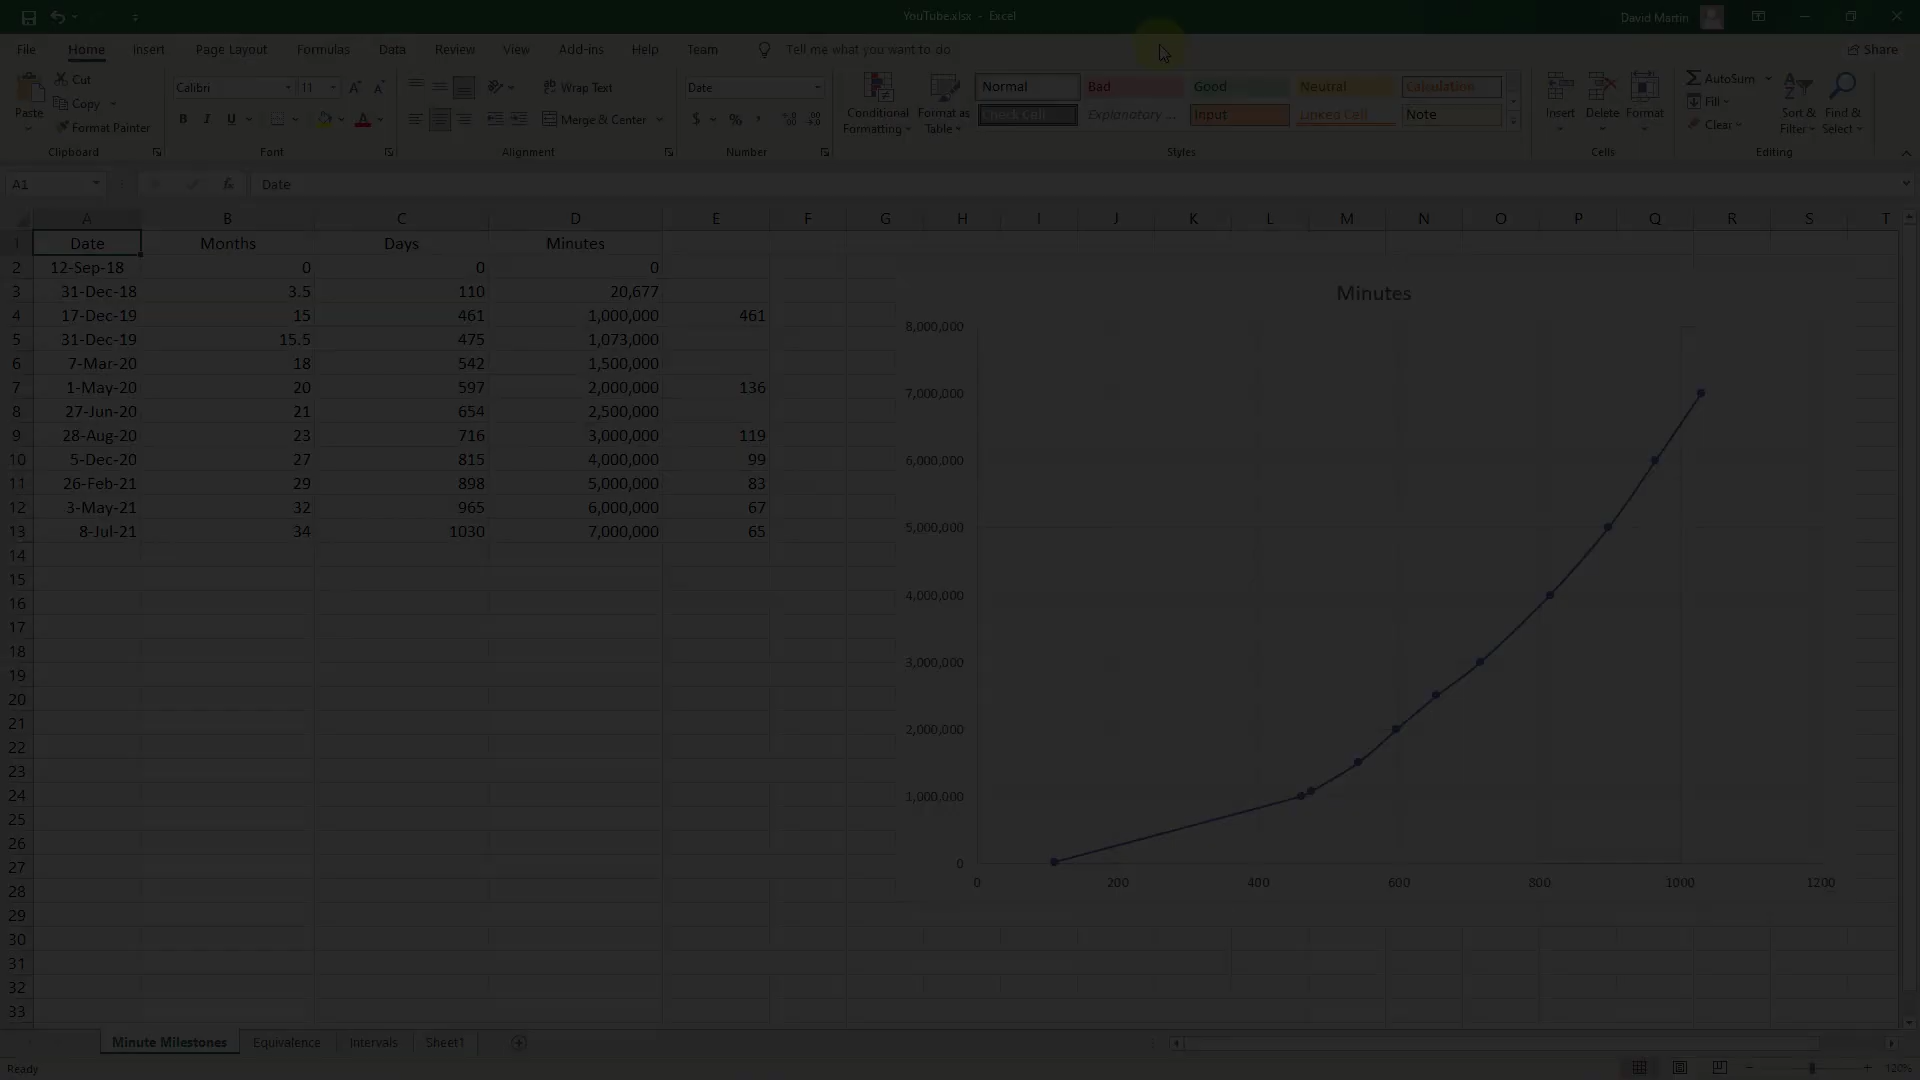 YouTube.xlsx - Excel
David Martin
File Home Insert Page Layout Formulas Data Review View Add-ins Help Team Tell me what you want to do Share
Paste
Cut
Copy
Format Painter
Clipboard
Calibri 11
B I U
Font
Wrap Text
Merge & Center
Alignment
Date
$ % ,
Number
Conditional Formatting
Format as Table
Normal Bad Good Neutral Calculation
Check Cell Explanatory ... Input Linked Cell Note
Styles
Insert Delete Format
Cells
AutoSum
Fill
Clear
Sort & Filter
Find & Select
Editing
A1 fx Date
A B C D E F G H I J K L M N O P Q R S T
1 Date Months Days Minutes
2 12-Sep-18 0 0 0
3 31-Dec-18 3.5 110 20,677
4 17-Dec-19 15 461 1,000,000 461
5 31-Dec-19 15.5 475 1,073,000
6 7-Mar-20 18 542 1,500,000
7 1-May-20 20 597 2,000,000 136
8 27-Jun-20 21 654 2,500,000
9 28-Aug-20 23 716 3,000,000 119
10 5-Dec-20 27 815 4,000,000 99
11 26-Feb-21 29 898 5,000,000 83
12 3-May-21 32 965 6,000,000 67
13 8-Jul-21 34 1030 7,000,000 65
14
15
16
17
18
19
20
21
22
23
24
25
26
27
28
29
30
31
32
33
Minutes
8,000,000
7,000,000
6,000,000
5,000,000
4,000,000
3,000,000
2,000,000
1,000,000
0
0 200 400 600 800 1000 1200
Minute Milestones Equivalence Intervals Sheet1
Ready
120%